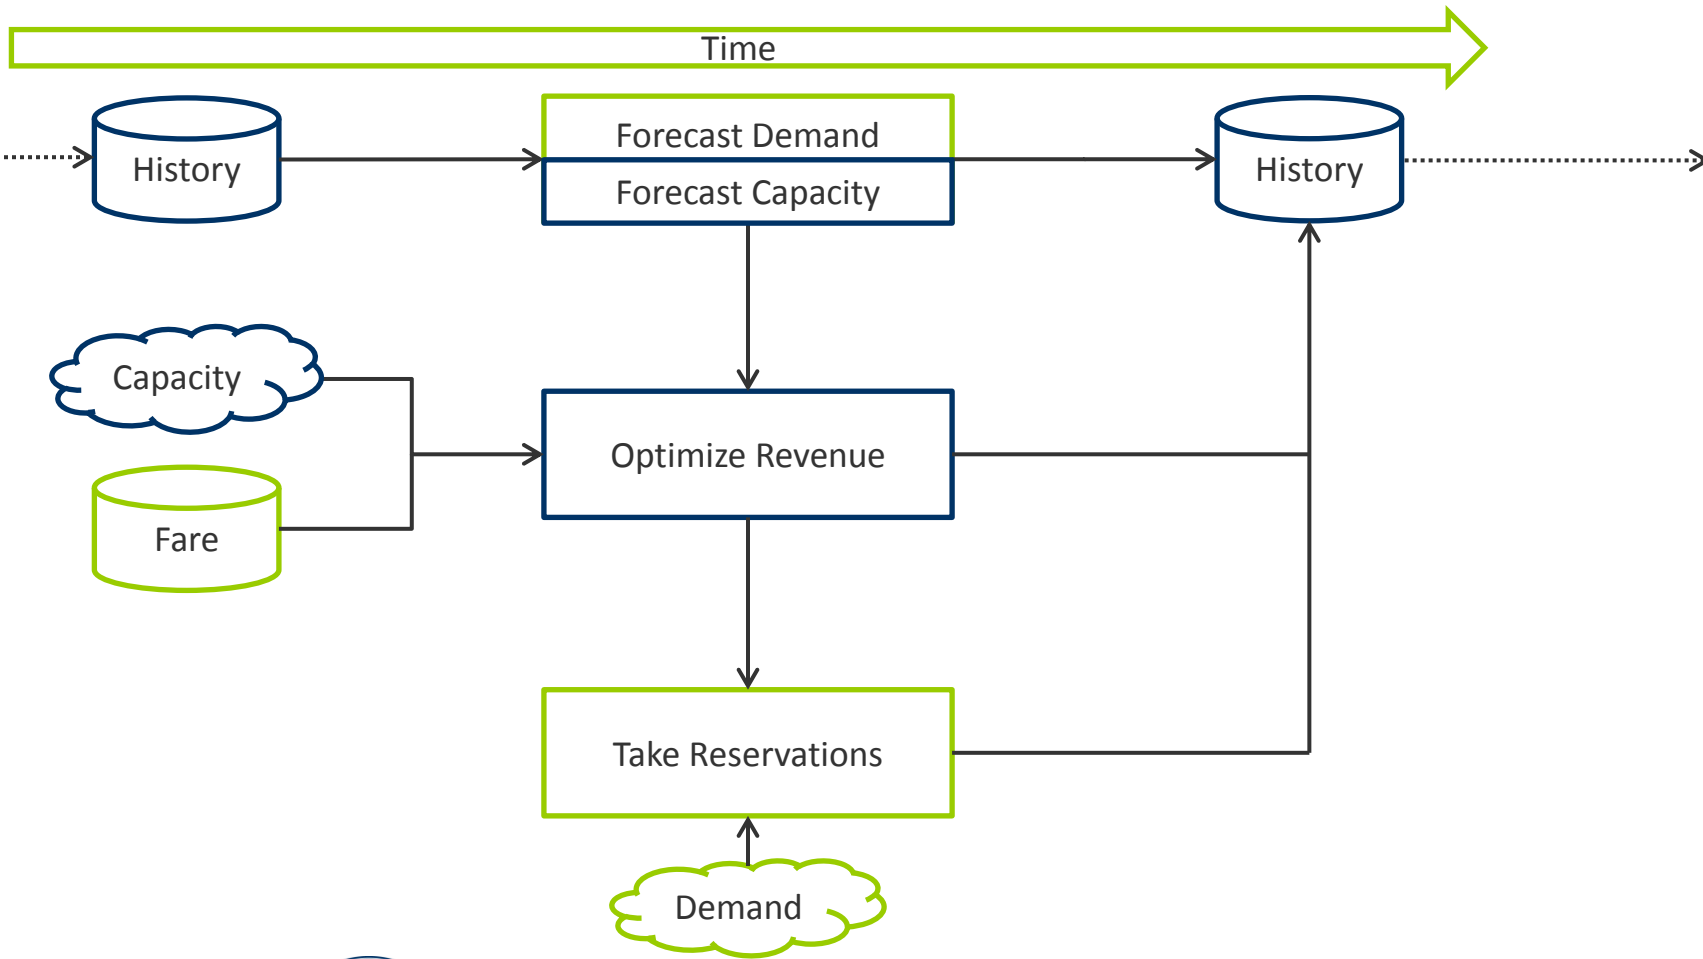 Time
History
Forecast Demand
Forecast Capacity
History
Capacity
Optimize Revenue
Fare
Take Reservations
Demand